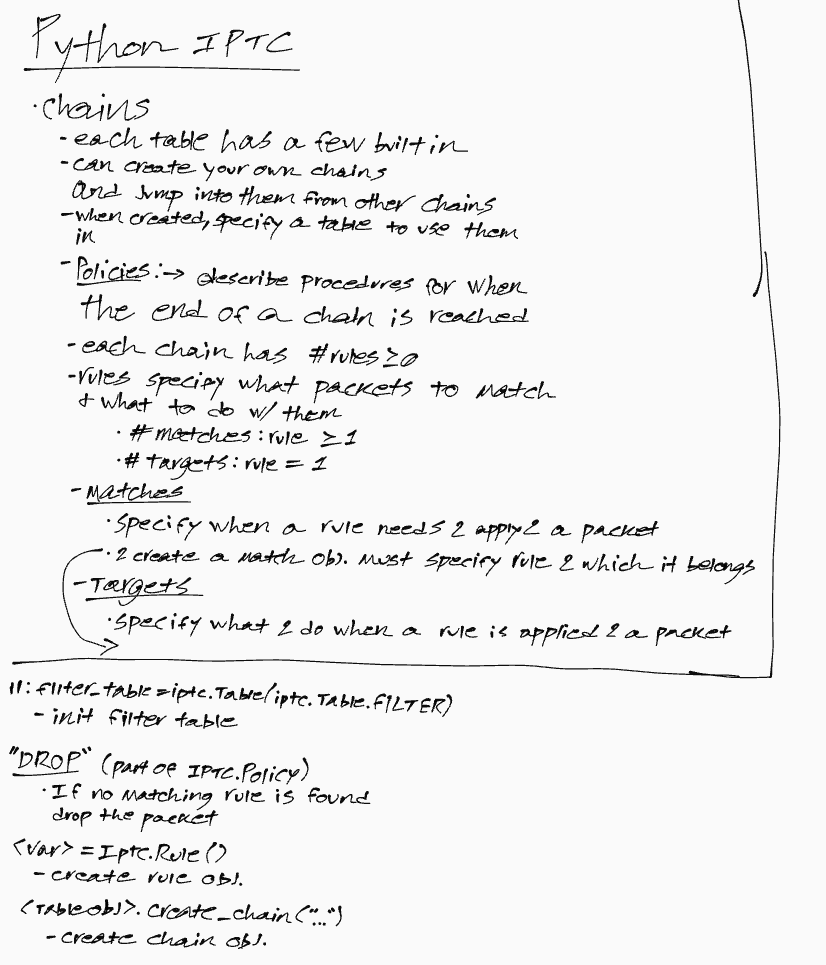 Python IPTC
· Chains
- each table has a few built in
- can create your own chains
and jump into them from other chains
- when created, specify a table to use them
in
- Policies: → describe procedures for when
the end of a chain is reached
- each chain has #rules ≥ 0
- rules specify what packets to match
& what to do w/ them
· # matches : rule ≥ 1
· # targets : rule = 1
- Matches
· specify when a rule needs 2 apply 2 a packet
· 2 create a match obj. must specify rule 2 which it belongs
- Targets
· specify what 2 do when a rule is applied 2 a packet
11: filter_table = iptc.Table(iptc.Table.FILTER)
- init filter table
"DROP" (part of IPTC.Policy)
· If no matching rule is found
drop the packet
<var> = Iptc.Rule()
- create rule obj.
<Table obj>. create_chain("...")
- create chain obj.